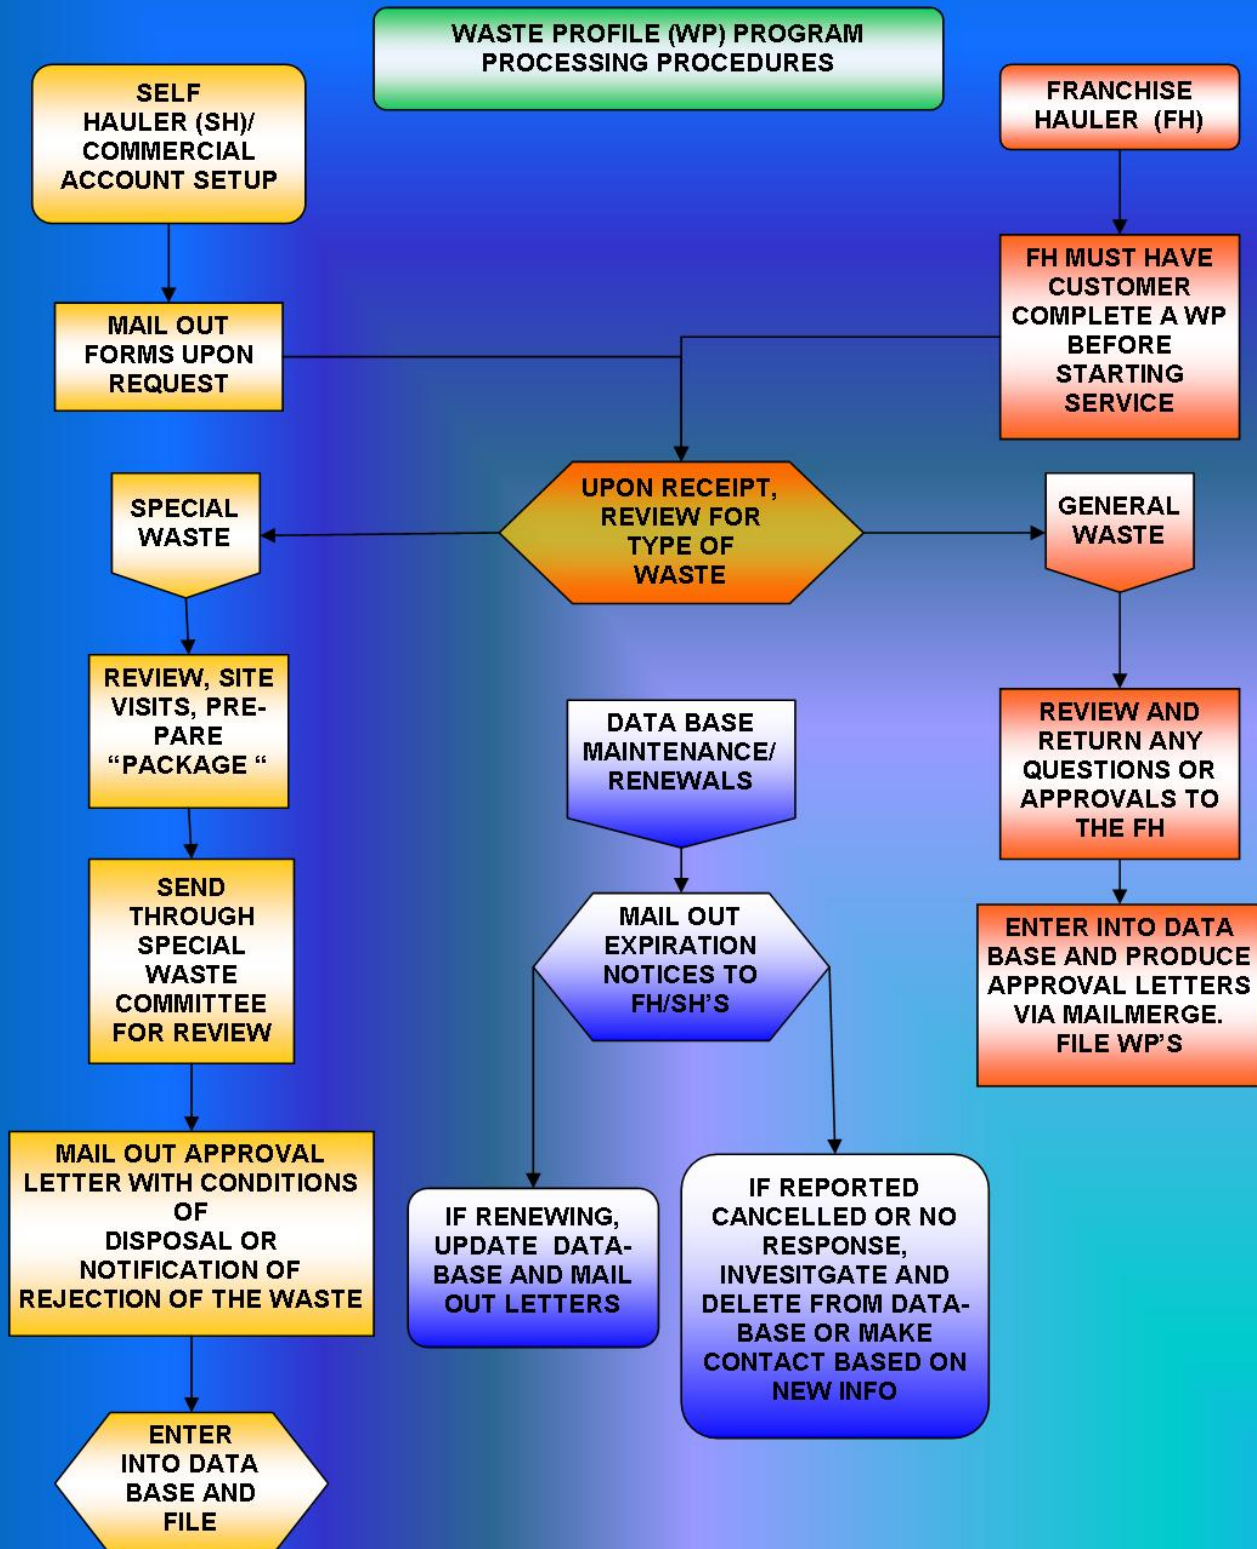 WASTE PROFILE (WP) PROGRAM
PROCESSING PROCEDURES
SELF
HAULER (SH)/
COMMERCIAL
ACCOUNT SETUP
FRANCHISE
HAULER (FH)
MAIL OUT
FORMS UPON
REQUEST
FH MUST HAVE
CUSTOMER
COMPLETE A WP
BEFORE
STARTING
SERVICE
UPON RECEIPT,
REVIEW FOR
TYPE OF
WASTE
SPECIAL
WASTE
GENERAL
WASTE
REVIEW, SITE
VISITS, PRE-
PARE
“PACKAGE “
SEND
THROUGH
SPECIAL
WASTE
COMMITTEE
FOR REVIEW
MAIL OUT APPROVAL
LETTER WITH CONDITIONS
OF
DISPOSAL OR
NOTIFICATION OF
REJECTION OF THE WASTE
ENTER
INTO DATA
BASE AND
FILE
DATA BASE
MAINTENANCE/
RENEWALS
MAIL OUT
EXPIRATION
NOTICES TO
FH/SH’S
IF RENEWING,
UPDATE DATA-
BASE AND MAIL
OUT LETTERS
IF REPORTED
CANCELLED OR NO
RESPONSE,
INVESITGATE AND
DELETE FROM DATA-
BASE OR MAKE
CONTACT BASED ON
NEW INFO
REVIEW AND
RETURN ANY
QUESTIONS OR
APPROVALS TO
THE FH
ENTER INTO DATA
BASE AND PRODUCE
APPROVAL LETTERS
VIA MAILMERGE.
FILE WP’S